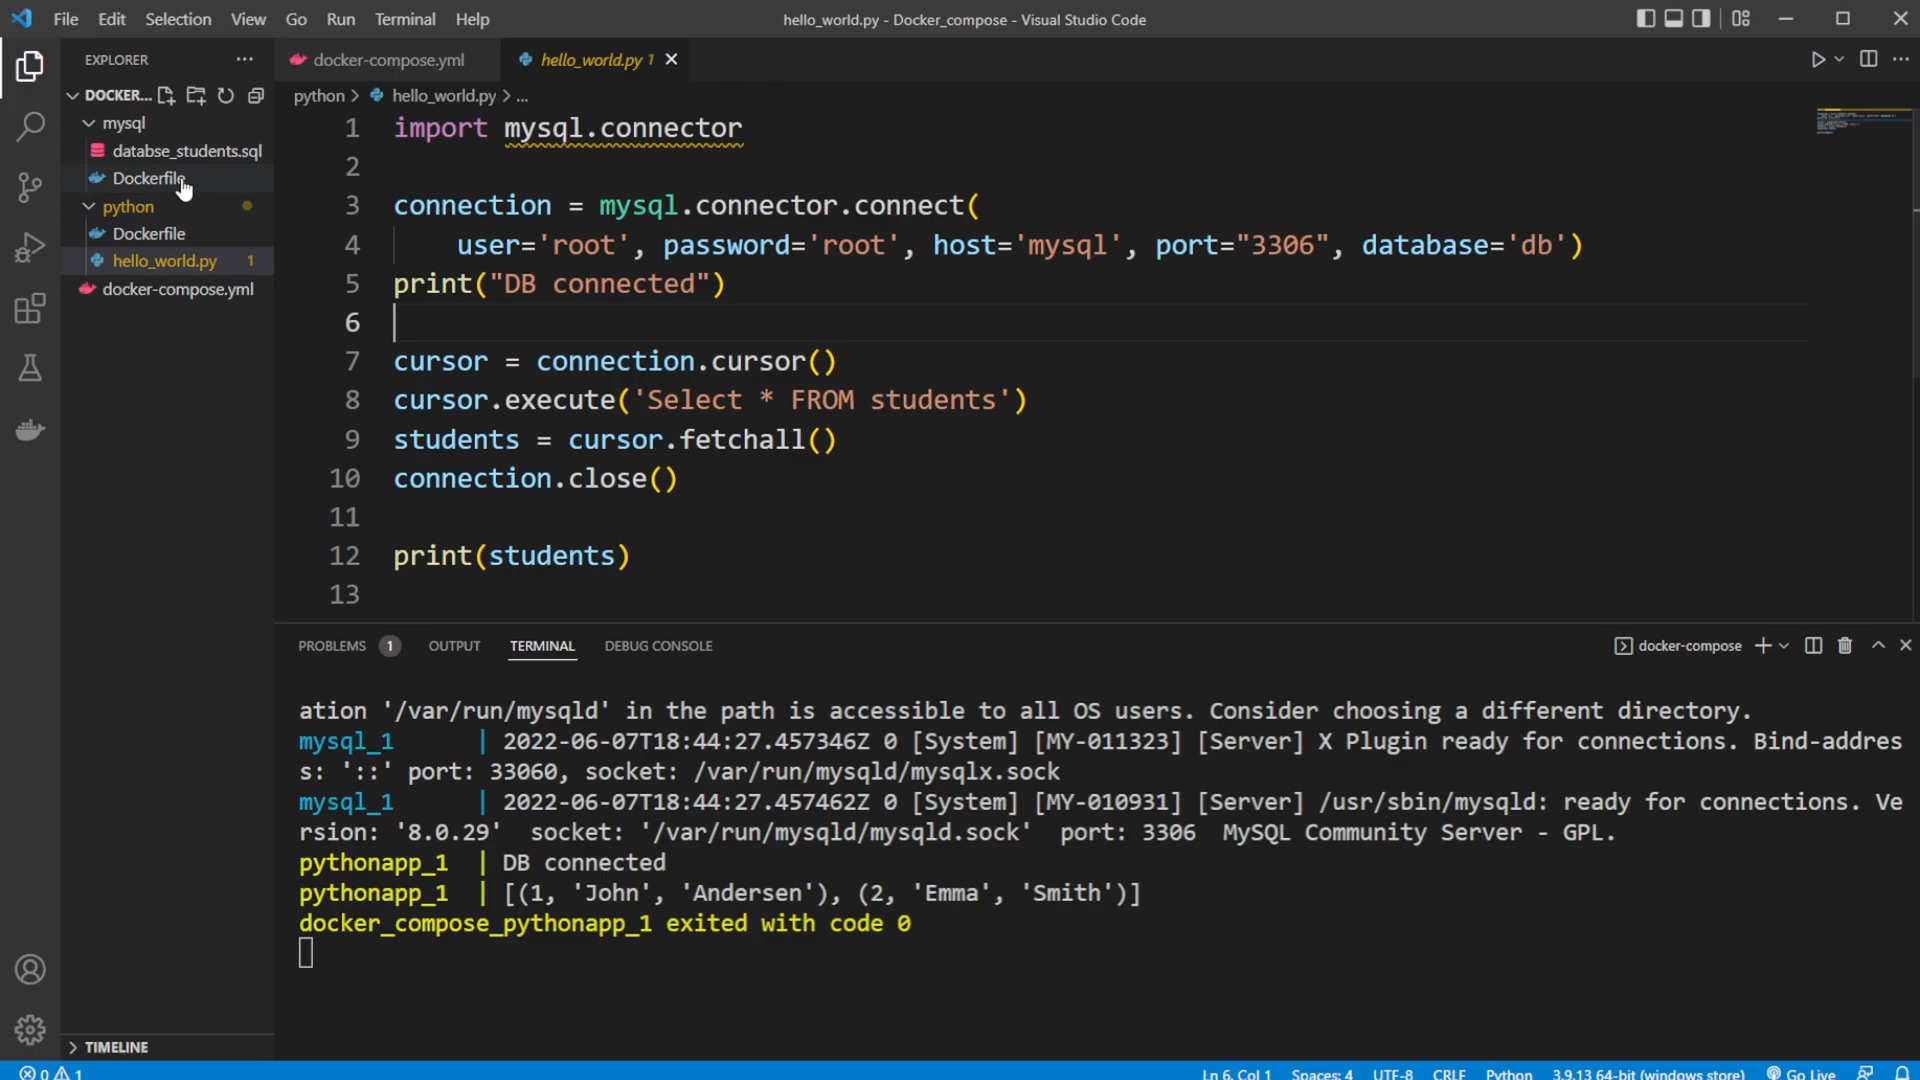 File Edit Selection View Go Run Terminal Help
hello_world.py - Docker_compose - Visual Studio Code
EXPLORER
DOCKER...
mysql
databse_students.sql
Dockerfile
python
Dockerfile
hello_world.py 1
docker-compose.yml
TIMELINE
docker-compose.yml
hello_world.py 1
python > hello_world.py > ...
1 import mysql.connector
2
3 connection = mysql.connector.connect(
4 user='root', password='root', host='mysql', port="3306", database='db')
5 print("DB connected")
6
7 cursor = connection.cursor()
8 cursor.execute('Select * FROM students')
9 students = cursor.fetchall()
10 connection.close()
11
12 print(students)
13
PROBLEMS 1 OUTPUT TERMINAL DEBUG CONSOLE
docker-compose
ation '/var/run/mysqld' in the path is accessible to all OS users. Consider choosing a different directory.
mysql_1 | 2022-06-07T18:44:27.457346Z 0 [System] [MY-011323] [Server] X Plugin ready for connections. Bind-addres
s: '::' port: 33060, socket: /var/run/mysqld/mysqlx.sock
mysql_1 | 2022-06-07T18:44:27.457462Z 0 [System] [MY-010931] [Server] /usr/sbin/mysqld: ready for connections. Ve
rsion: '8.0.29' socket: '/var/run/mysqld/mysqld.sock' port: 3306 MySQL Community Server - GPL.
pythonapp_1 | DB connected
pythonapp_1 | [(1, 'John', 'Andersen'), (2, 'Emma', 'Smith')]
docker_compose_pythonapp_1 exited with code 0
0 1
Ln 6, Col 1 Spaces: 4 UTF-8 CRLF Python 3.9.13 64-bit (windows store) Go Live